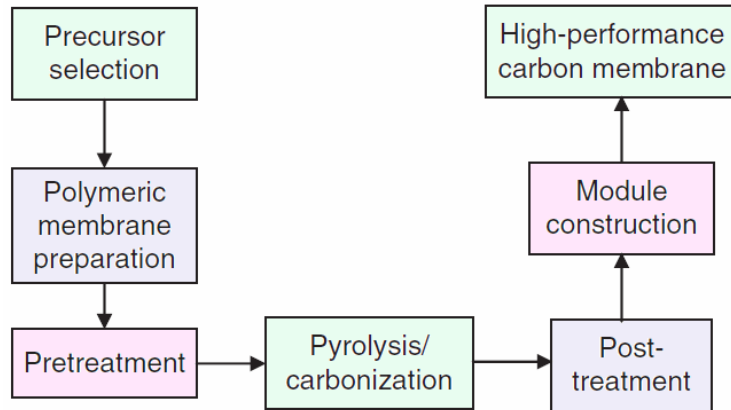 Precursor
selection
Polymeric
membrane
preparation
Pretreatment
Pyrolysis/
carbonization
Post-
treatment
Module
construction
High-performance
carbon membrane